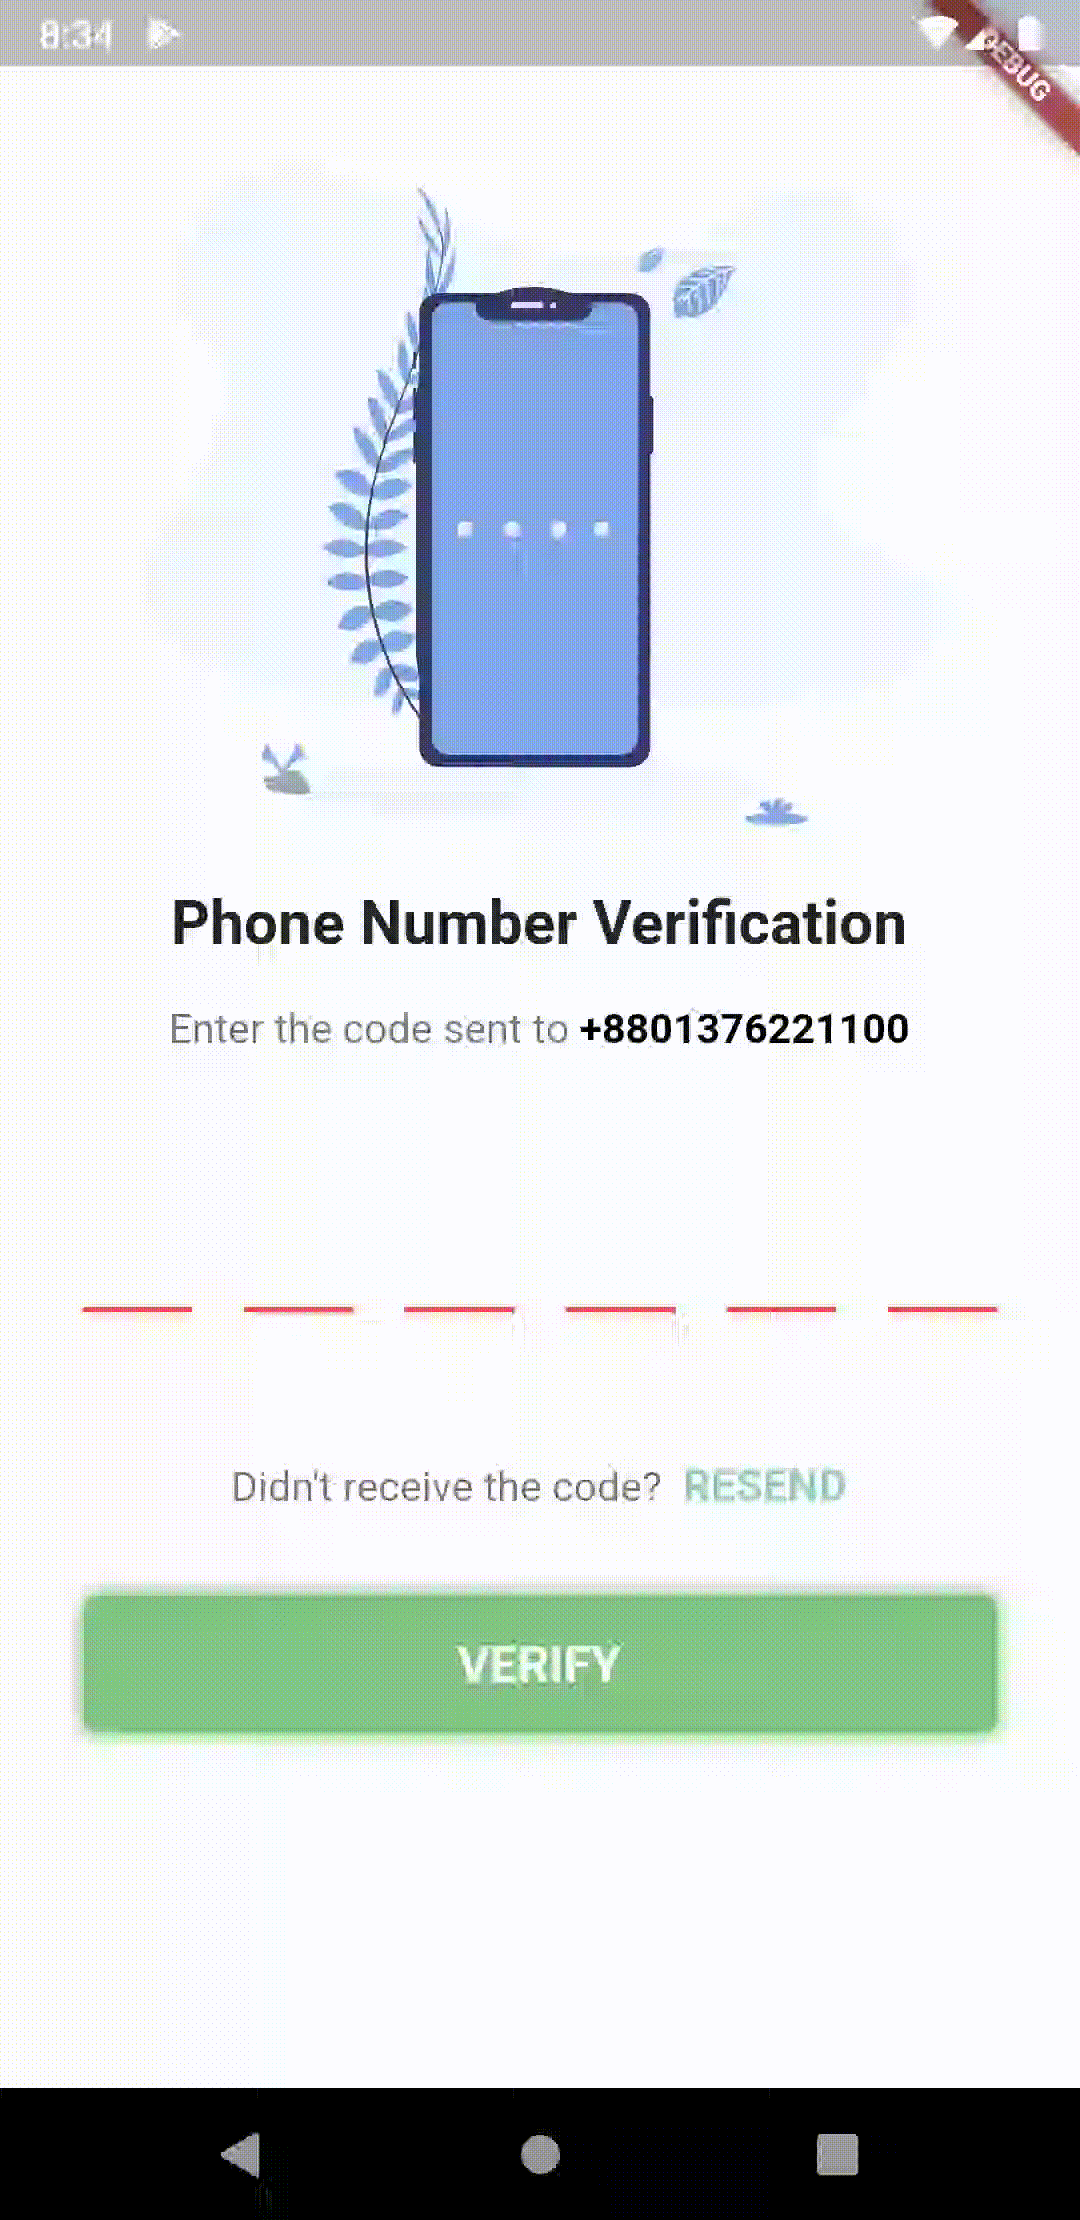 8:34
DEBUG
Phone Number Verification
Enter the code sent to +8801376221100
Didn't receive the code? RESEND
VERIFY